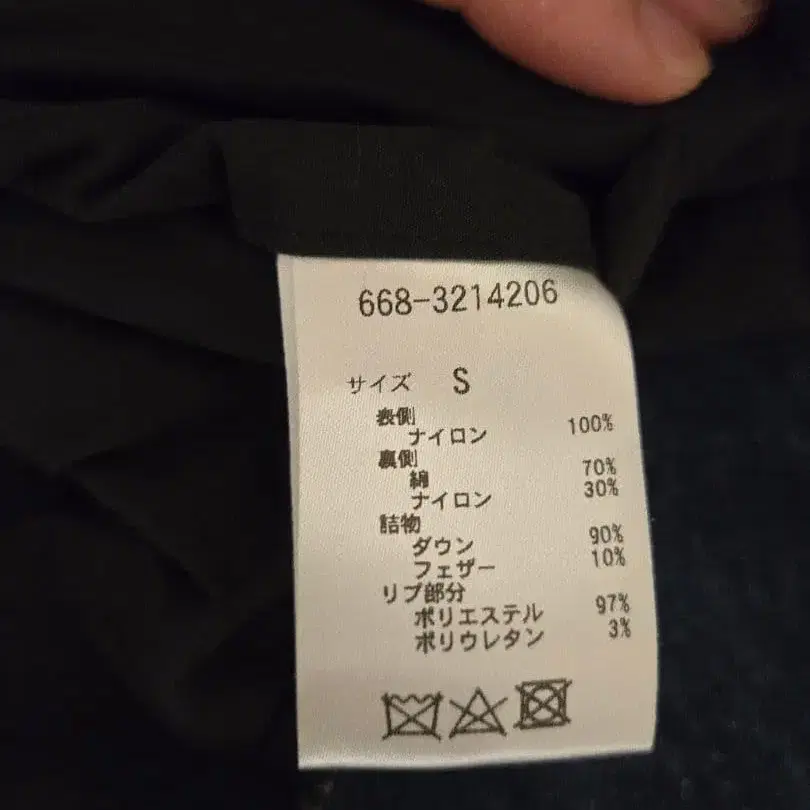 668-3214206
サイズ S
表側
ナイロン 100%
裏側
綿 70%
ナイロン 30%
詰物
ダウン 90%
フェザー 10%
リブ部分
ポリエステル 97%
ポリウレタン 3%